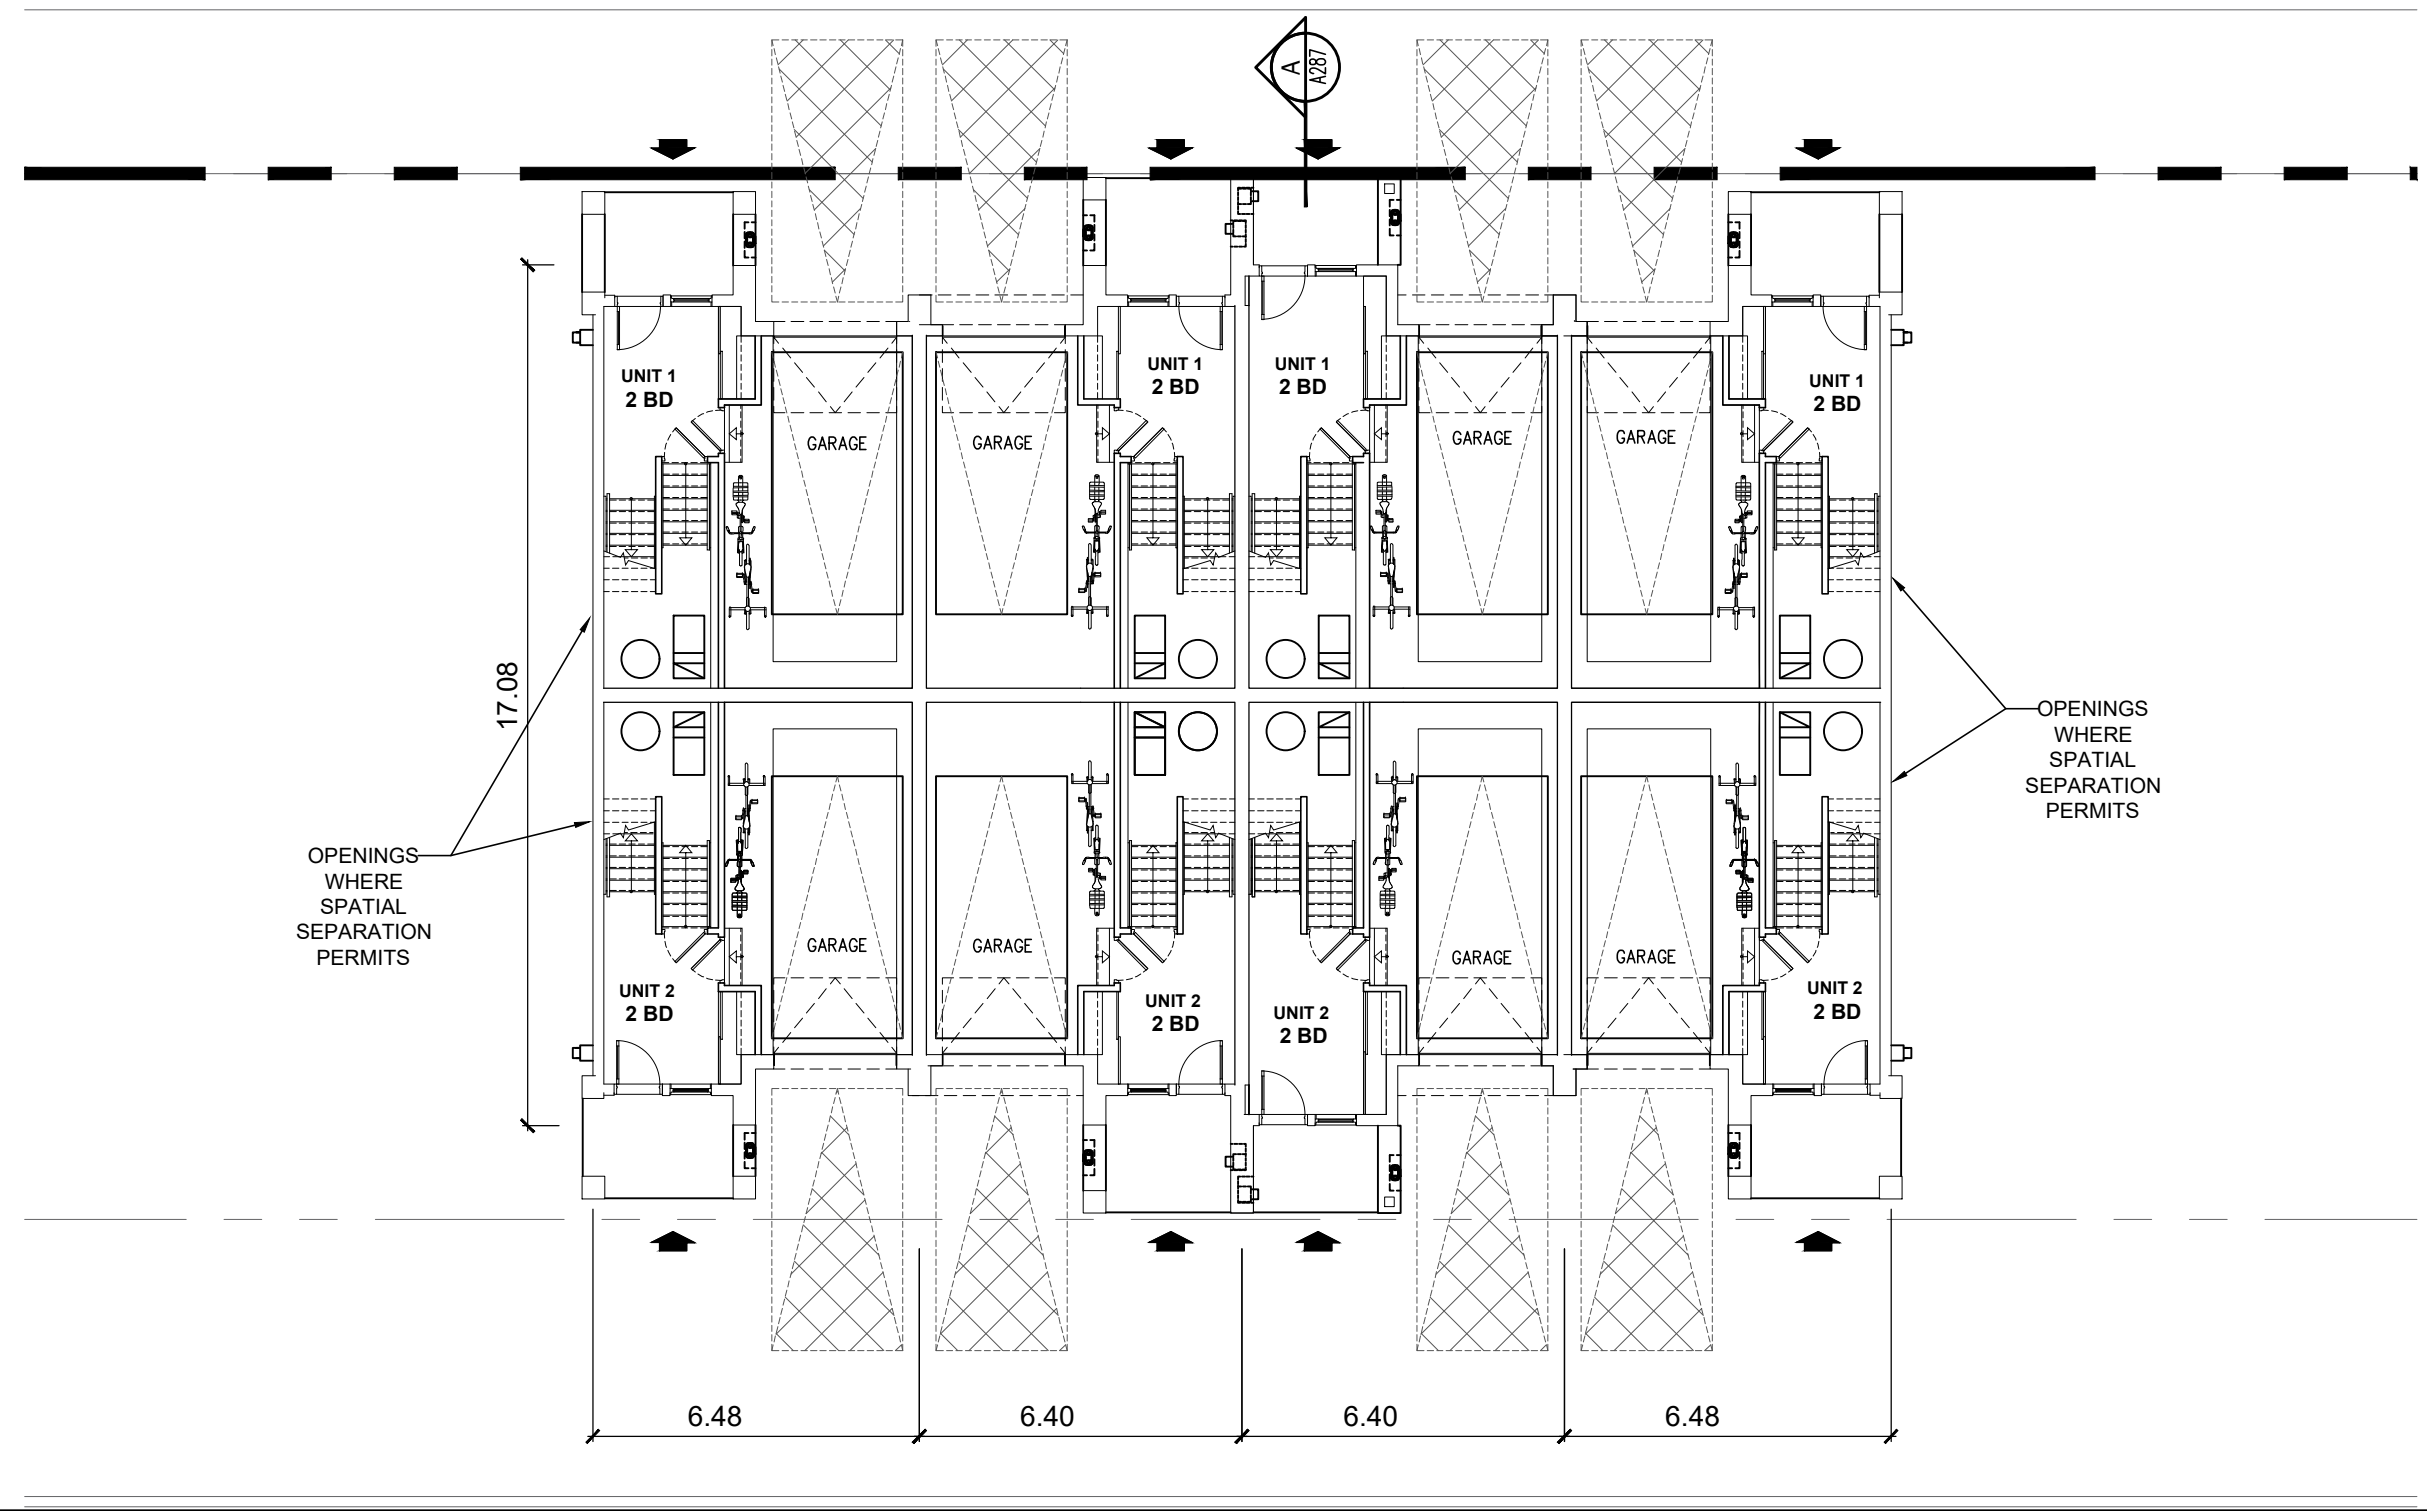 A
A287
UNIT 1
2 BD
UNIT 1
2 BD
UNIT 1
2 BD
UNIT 1
2 BD
GARAGE
GARAGE
GARAGE
GARAGE
17.08
OPENINGS
WHERE
SPATIAL
SEPARATION
PERMITS
OPENINGS
WHERE
SPATIAL
SEPARATION
PERMITS
GARAGE
GARAGE
GARAGE
GARAGE
UNIT 2
2 BD
UNIT 2
2 BD
UNIT 2
2 BD
UNIT 2
2 BD
6.48
6.40
6.40
6.48